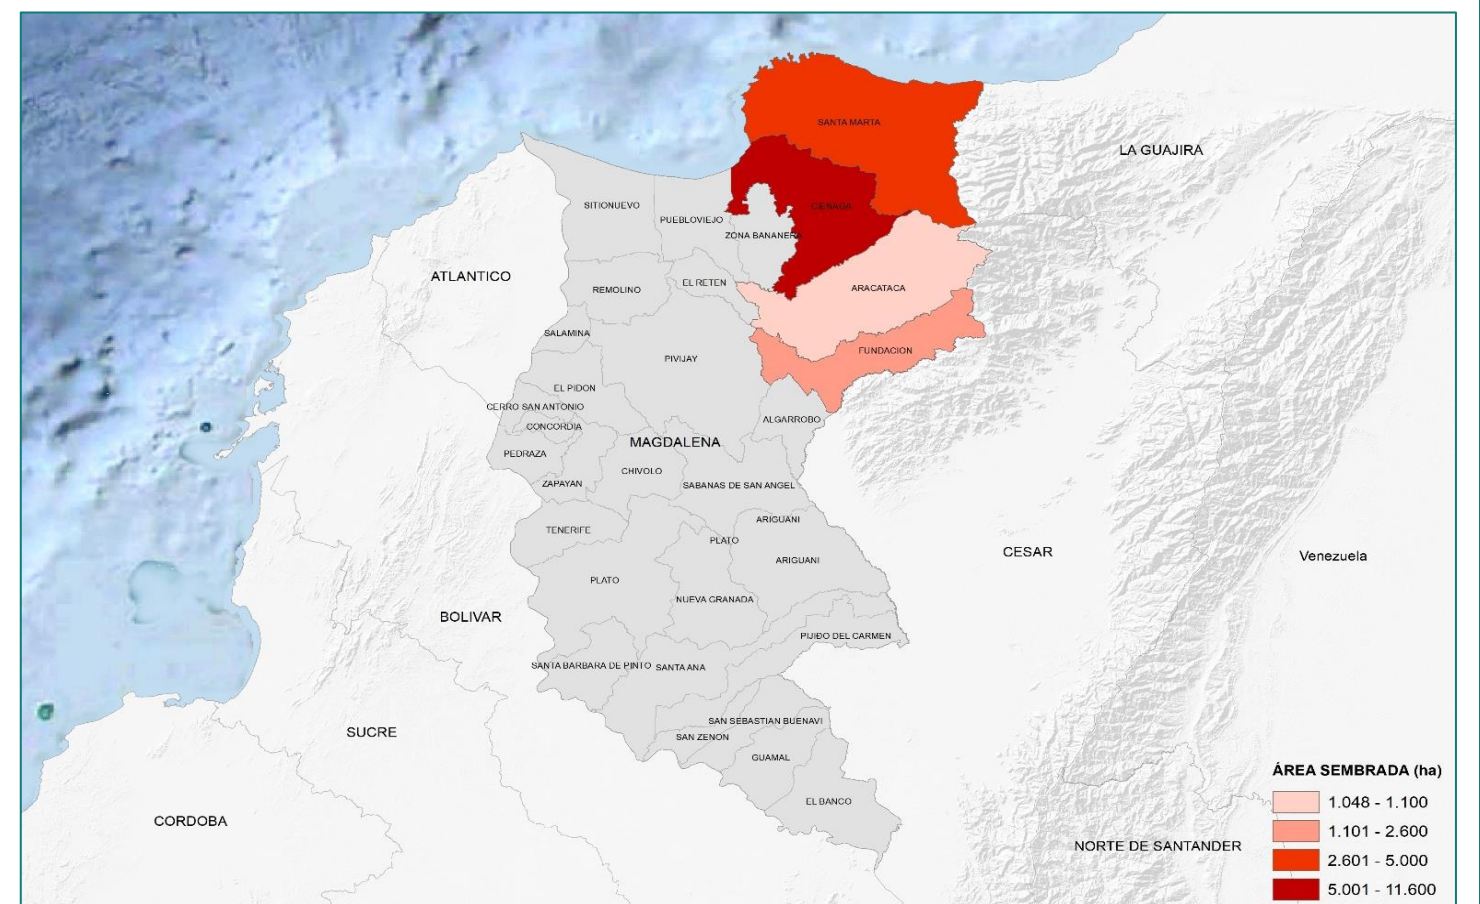 SANTA MARTA
LA GUAJIRA
SITIONUEVO
CIENAGA
PUEBLOVIEJO
ZONA BANANERA
ATLANTICO
EL RETEN
ARACATACA
REMOLINO
SALAMINA
FUNDACION
PIVIJAY
EL PIDON
CERRO SAN ANTONIO
ALGARROBO
CONCORDIA
MAGDALENA
PEDRAZA
CHIVOLO
ZAPAYAN
SABANAS DE SAN ANGEL
ARIGUANI
TENERIFE
PLATO
CESAR
Venezuela
ARIGUANI
PLATO
NUEVA GRANADA
BOLIVAR
PIJIÑO DEL CARMEN
SANTA BARBARA DE PINTO
SANTA ANA
SAN SEBASTIAN BUENAVI
SUCRE
SAN ZENON
GUAMAL
ÁREA SEMBRADA (ha)
EL BANCO
1.048 - 1.100
CORDOBA
1.101 - 2.600
NORTE DE SANTANDER
2.601 - 5.000
5.001 - 11.600